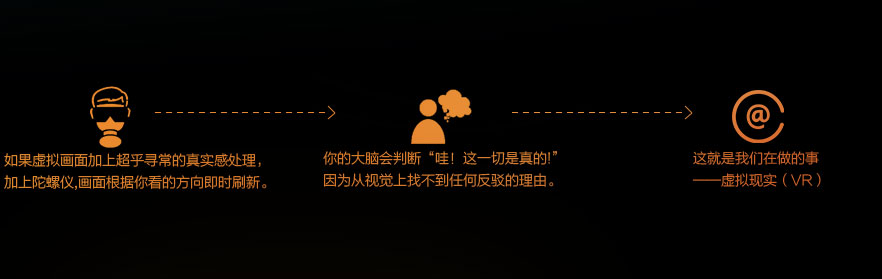 如果虚拟画面加上超乎寻常的真实感处理，
加上陀螺仪,画面根据你看的方向即时刷新。
你的大脑会判断“哇！这一切是真的!”
因为从视觉上找不到任何反驳的理由。
@
这就是我们在做的事
——虚拟现实（VR）